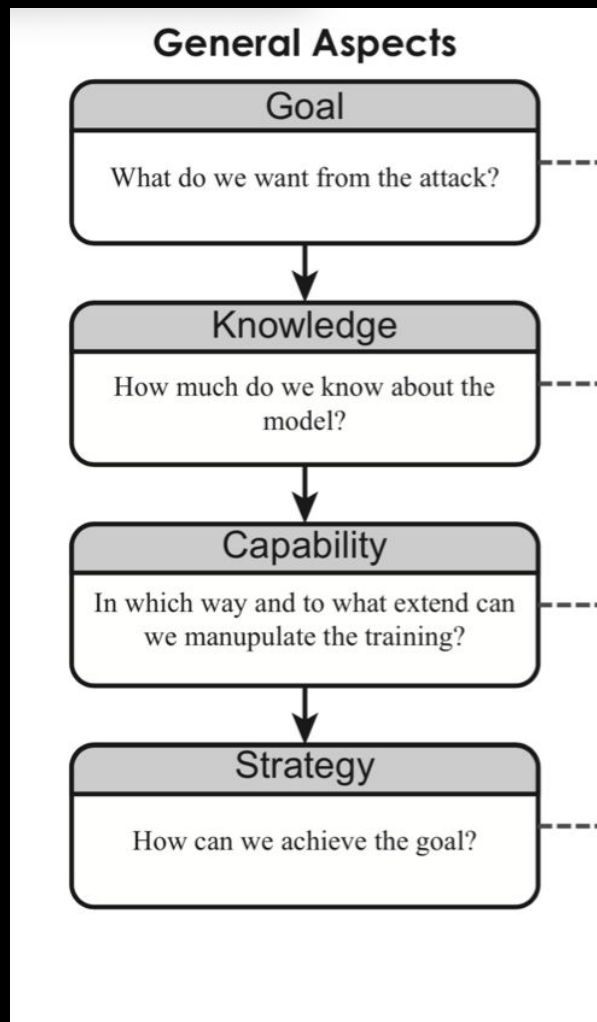 General Aspects
Goal
What do we want from the attack?
Knowledge
How much do we know about the
model?
Capability
In which way and to what extend can
we manupulate the training?
Strategy
How can we achieve the goal?